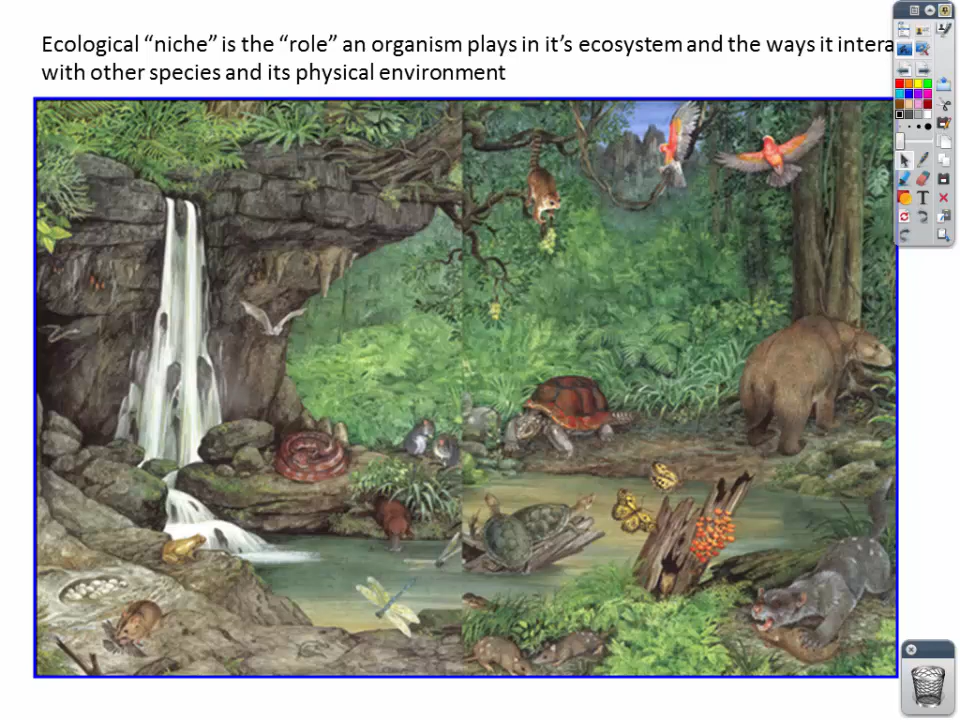 Ecological “niche” is the “role” an organism plays in it’s ecosystem and the ways it intera
with other species and its physical environment
T